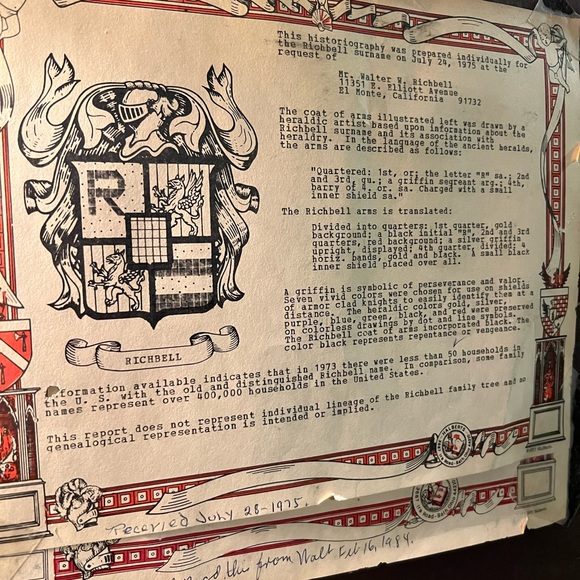 This historiography was prepared individually for
the Richbell surname on July 24, 1975 at the
request of
Mr. Walter W. Richbell
11351 E. Elliott Avenue
El Monte, California 91732
The coat of arms illustrated left was drawn by a
heraldic artist based upon information about the
Richbell surname and its association with
heraldry. In the language of the ancient heralds,
the arms are described as follows:
"Quartered: 1st, or; the letter "R" sa.; 2nd
and 3rd, gu.; a griffin segreant arg.; 4th,
barry of 4, or. sa. Charged with a small
inner shield sa."
The Richbell arms is translated:
Divided into quarters; 1st quarter, gold
background; a black initial "R", 2nd and 3rd
quarters, red background; a silver griffin
upright, displayed; 4th quarter, divided; 4
horiz. bands, gold and black. A small black
inner shield placed over all.
A griffin is symbolic of perseverance and valor.
Seven vivid colors were chosen for use on shields
of armor clad knights to easily identify them at a
distance. The heraldic colors gold, silver,
purple, blue, green, black, and red were preserved
on colorless drawings by dot and line symbols.
The Richbell coat of arms incorporated black. The
color black represents repentance or vengeance.
R
RICHBELL
formation available indicates that in 1973 there were less than 50 households in
the U. S. with the old and distinguished Richbell name. In comparison, some family
names represent over 400,000 households in the United States.
This report does not represent individual lineage of the Richbell family tree and no
genealogical representation is intended or implied.
HALBERT'S
Received July 28-1975.
this from Walt Feb 16, 1984.